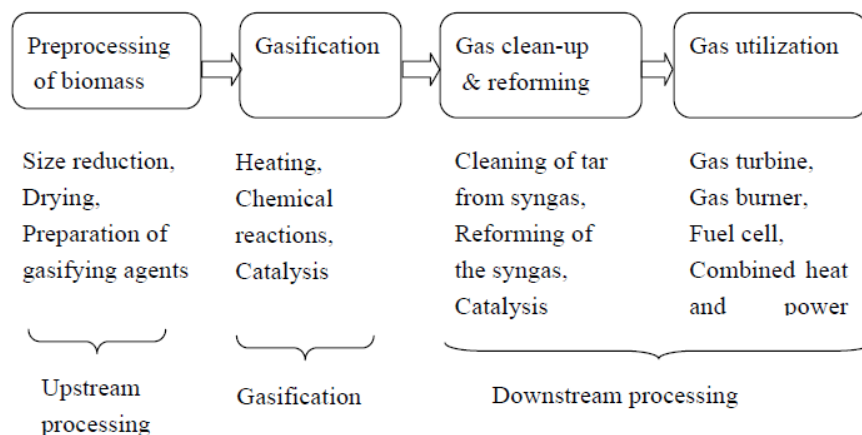 Preprocessing
of biomass
Gasification
Gas clean-up
& reforming
Gas utilization
Size reduction,
Drying,
Preparation of
gasifying agents
Heating,
Chemical
reactions,
Catalysis
Cleaning of tar
from syngas,
Reforming of
the syngas,
Catalysis
Gas turbine,
Gas burner,
Fuel cell,
Combined heat
and power
Upstream
processing
Gasification
Downstream processing